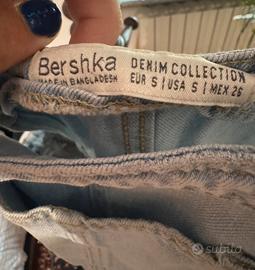 Bershka
MADE IN BANGLADESH
DENIM COLLECTION
EUR S | USA S | MEX 26
subito